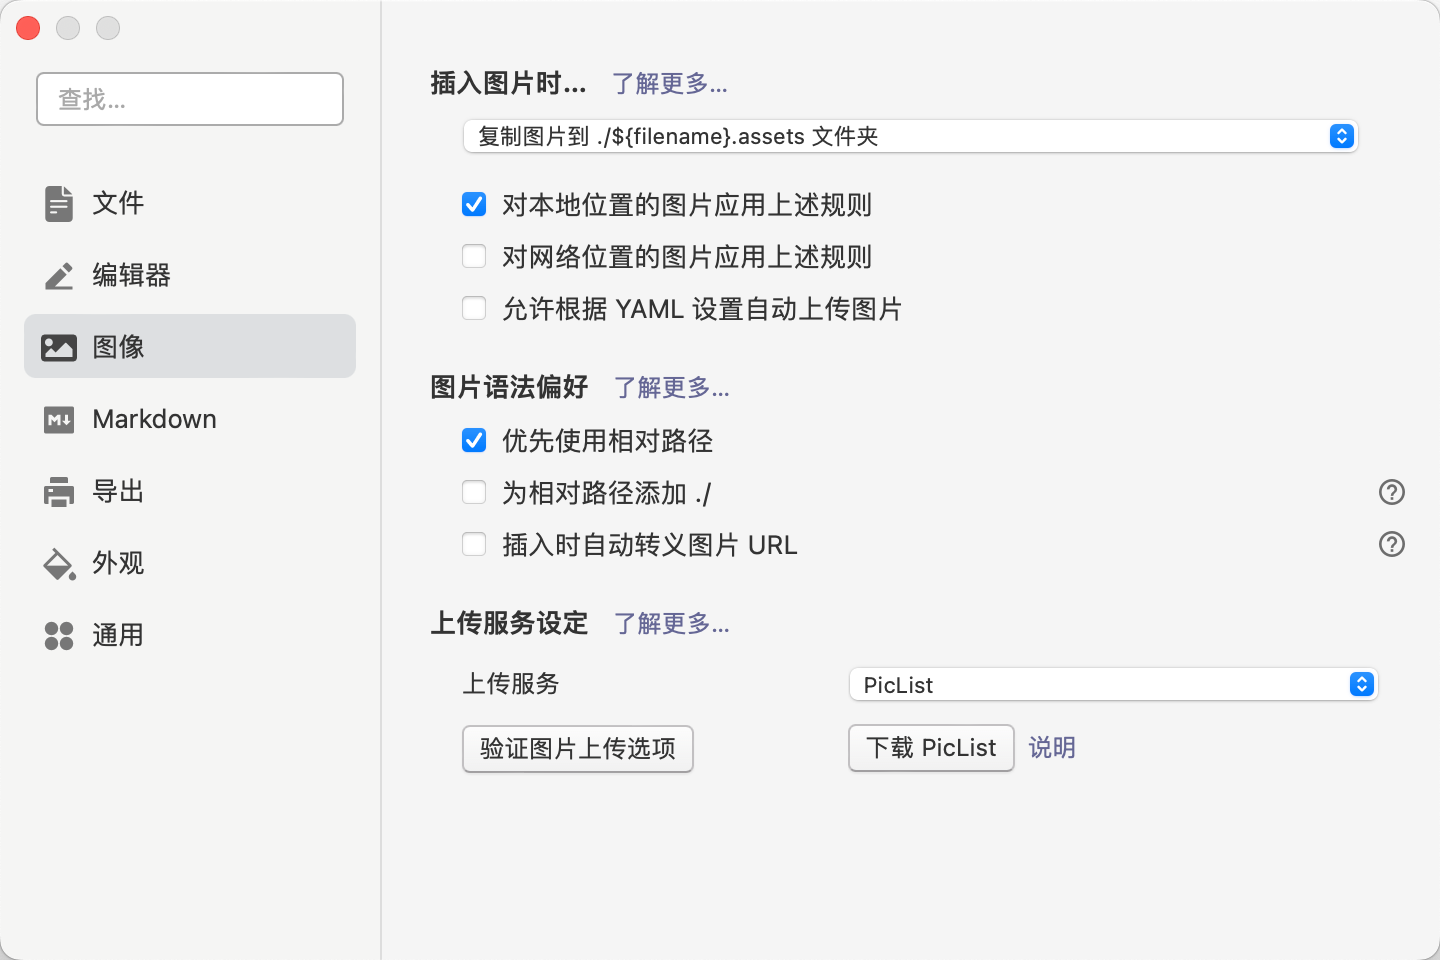 查找...
文件
编辑器
图像
Markdown
导出
外观
通用
插入图片时... 了解更多...
复制图片到 ./${filename}.assets 文件夹
对本地位置的图片应用上述规则
对网络位置的图片应用上述规则
允许根据 YAML 设置自动上传图片
图片语法偏好 了解更多...
优先使用相对路径
为相对路径添加 ./
插入时自动转义图片 URL
上传服务设定 了解更多...
上传服务 PicList
验证图片上传选项 下载 PicList 说明